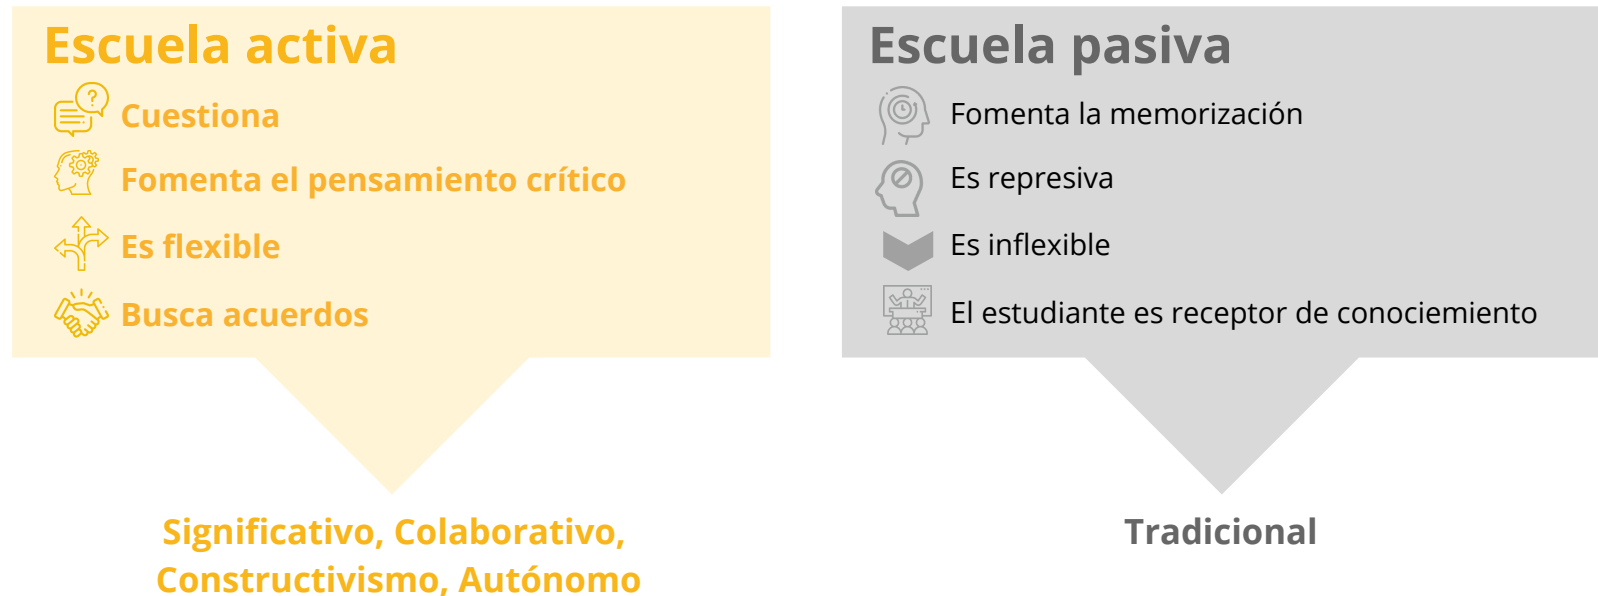 Escuela activa
Cuestiona
Fomenta el pensamiento crítico
Es flexible
Busca acuerdos
Significativo, Colaborativo,
Constructivismo, Autónomo
Escuela pasiva
Fomenta la memorización
Es represiva
Es inflexible
El estudiante es receptor de conociemiento
Tradicional